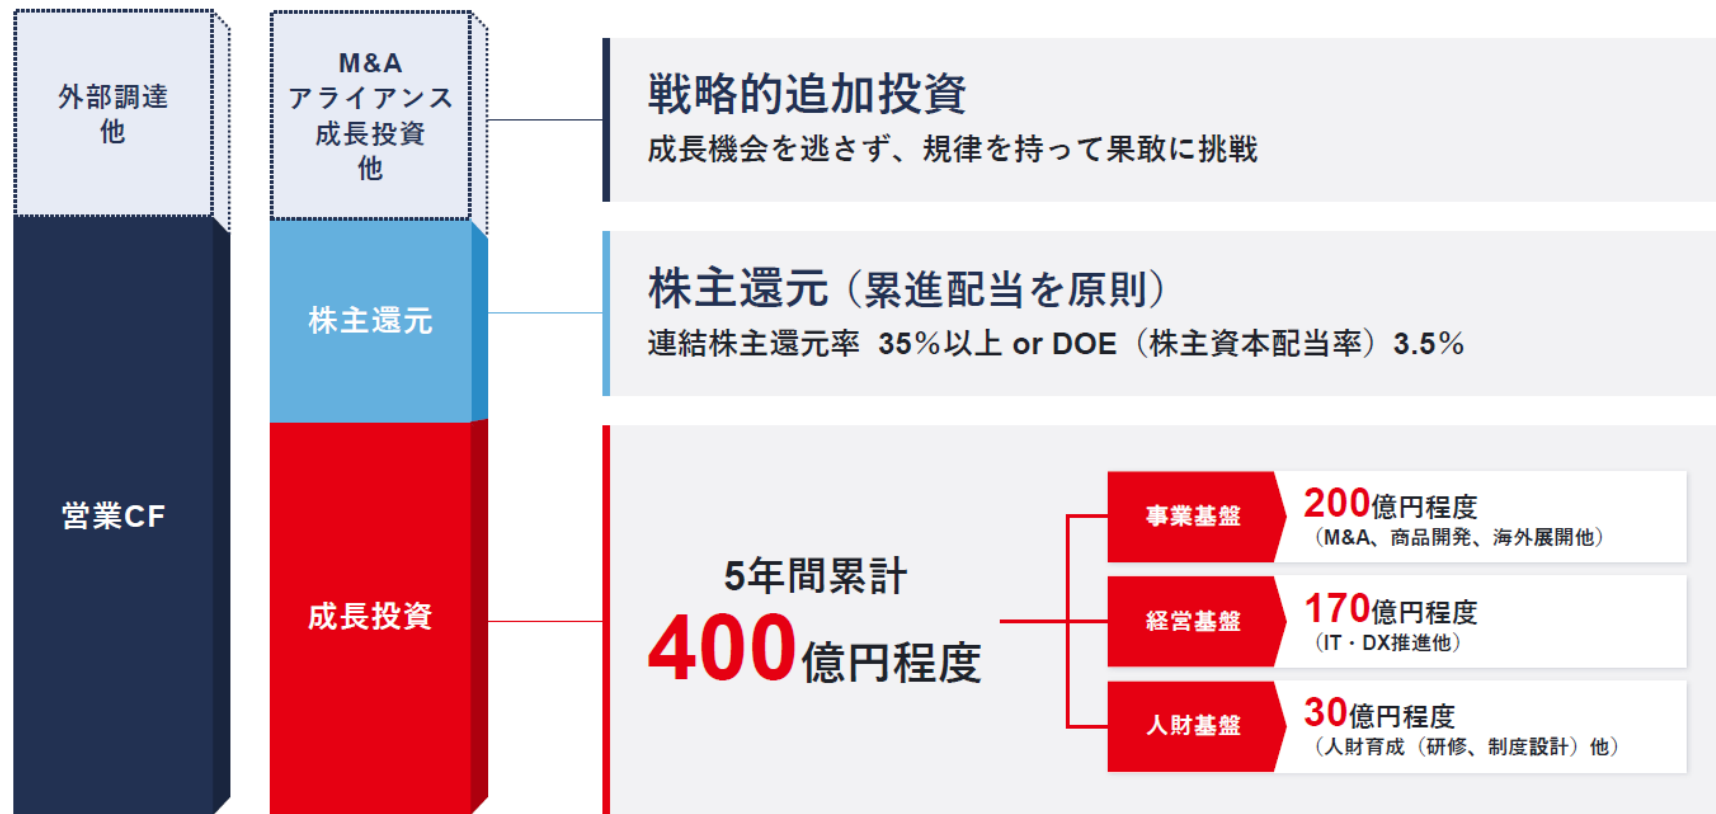 外部調達
他
営業CF
M&A
アライアンス
成長投資
他
株主還元
成長投資
戦略的追加投資
成長機会を逃さず、規律を持って果敢に挑戦
株主還元（累進配当を原則）
連結株主還元率 35%以上 or DOE（株主資本配当率）3.5%
5年間累計
400億円程度
事業基盤
200億円程度
（M&A、商品開発、海外展開他）
経営基盤
170億円程度
（IT・DX推進他）
人財基盤
30億円程度
（人財育成（研修、制度設計）他）